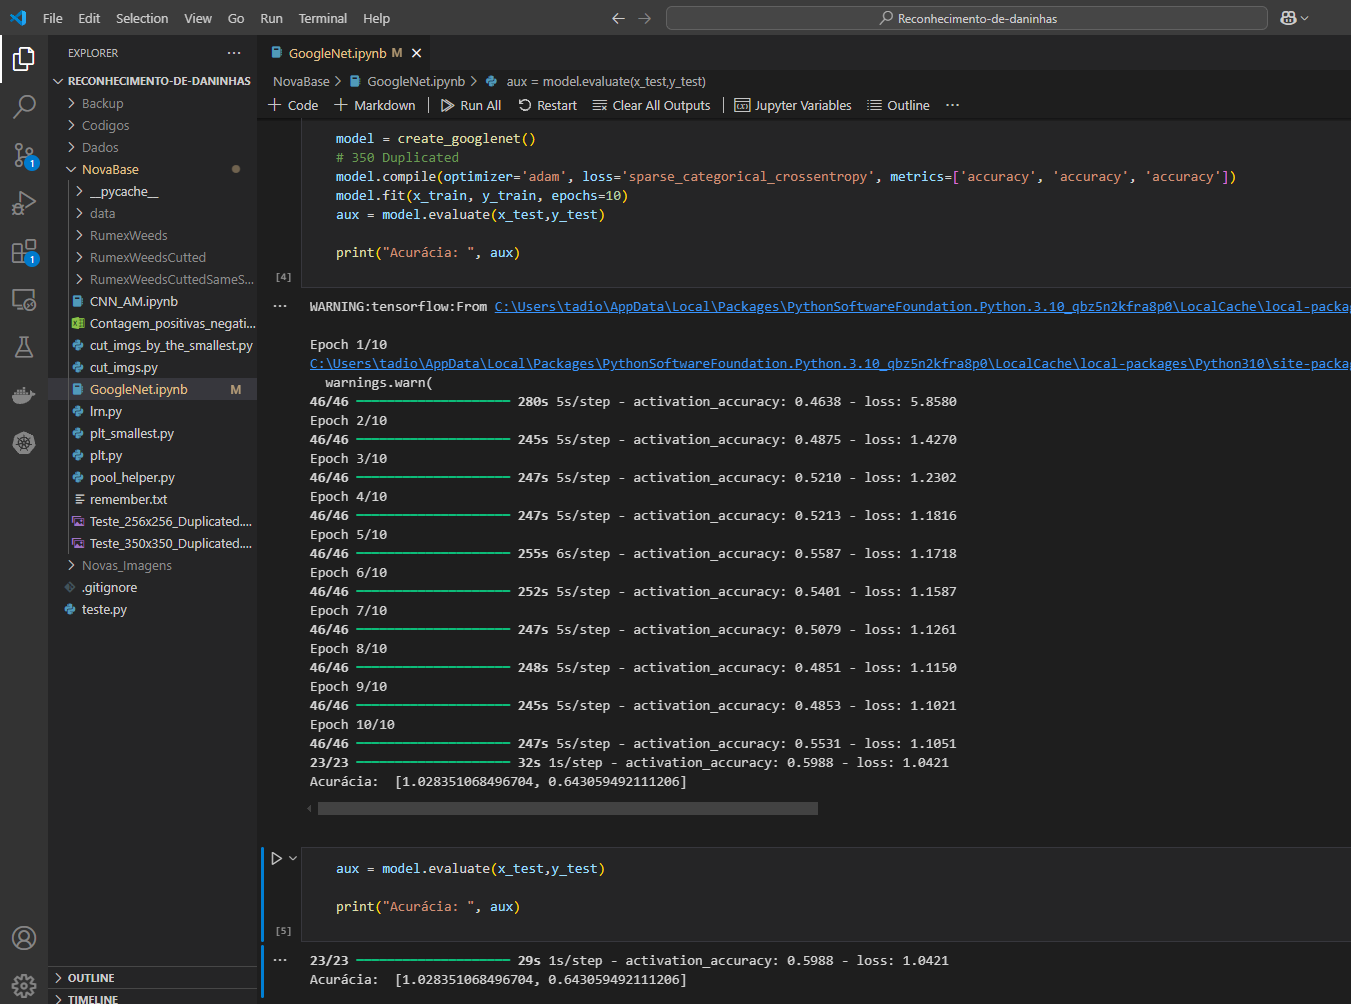 File Edit Selection View Go Run Terminal Help
Reconhecimento-de-daninhas
EXPLORER
RECONHECIMENTO-DE-DANINHAS
Backup
Codigos
Dados
NovaBase
__pycache__
data
RumexWeeds
RumexWeedsCutted
RumexWeedsCuttedSameS...
CNN_AM.ipynb
Contagem_positivas_negati...
cut_imgs_by_the_smallest.py
cut_imgs.py
GoogleNet.ipynb M
lrn.py
plt_smallest.py
plt.py
pool_helper.py
remember.txt
Teste_256x256_Duplicated....
Teste_350x350_Duplicated....
Novas_Imagens
.gitignore
teste.py
OUTLINE
TIMELINE
1
1
GoogleNet.ipynb M
NovaBase > GoogleNet.ipynb > aux = model.evaluate(x_test,y_test)
Code Markdown Run All Restart Clear All Outputs Jupyter Variables Outline ...
model = create_googlenet()
# 350 Duplicated
model.compile(optimizer='adam', loss='sparse_categorical_crossentropy', metrics=['accuracy', 'accuracy', 'accuracy'])
model.fit(x_train, y_train, epochs=10)
aux = model.evaluate(x_test,y_test)
print("Acurácia: ", aux)
[4]
WARNING:tensorflow:From C:\Users\tadio\AppData\Local\Packages\PythonSoftwareFoundation.Python.3.10_qbz5n2kfra8p0\LocalCache\local-packag
Epoch 1/10
C:\Users\tadio\AppData\Local\Packages\PythonSoftwareFoundation.Python.3.10_qbz5n2kfra8p0\LocalCache\local-packages\Python310\site-packag
warnings.warn(
46/46 280s 5s/step - activation_accuracy: 0.4638 - loss: 5.8580
Epoch 2/10
46/46 245s 5s/step - activation_accuracy: 0.4875 - loss: 1.4270
Epoch 3/10
46/46 247s 5s/step - activation_accuracy: 0.5210 - loss: 1.2302
Epoch 4/10
46/46 247s 5s/step - activation_accuracy: 0.5213 - loss: 1.1816
Epoch 5/10
46/46 255s 6s/step - activation_accuracy: 0.5587 - loss: 1.1718
Epoch 6/10
46/46 252s 5s/step - activation_accuracy: 0.5401 - loss: 1.1587
Epoch 7/10
46/46 247s 5s/step - activation_accuracy: 0.5079 - loss: 1.1261
Epoch 8/10
46/46 248s 5s/step - activation_accuracy: 0.4851 - loss: 1.1150
Epoch 9/10
46/46 245s 5s/step - activation_accuracy: 0.4853 - loss: 1.1021
Epoch 10/10
46/46 247s 5s/step - activation_accuracy: 0.5531 - loss: 1.1051
23/23 32s 1s/step - activation_accuracy: 0.5988 - loss: 1.0421
Acurácia:  [1.028351068496704, 0.643059492111206]
aux = model.evaluate(x_test,y_test)
print("Acurácia: ", aux)
[5]
23/23 29s 1s/step - activation_accuracy: 0.5988 - loss: 1.0421
Acurácia:  [1.028351068496704, 0.643059492111206]